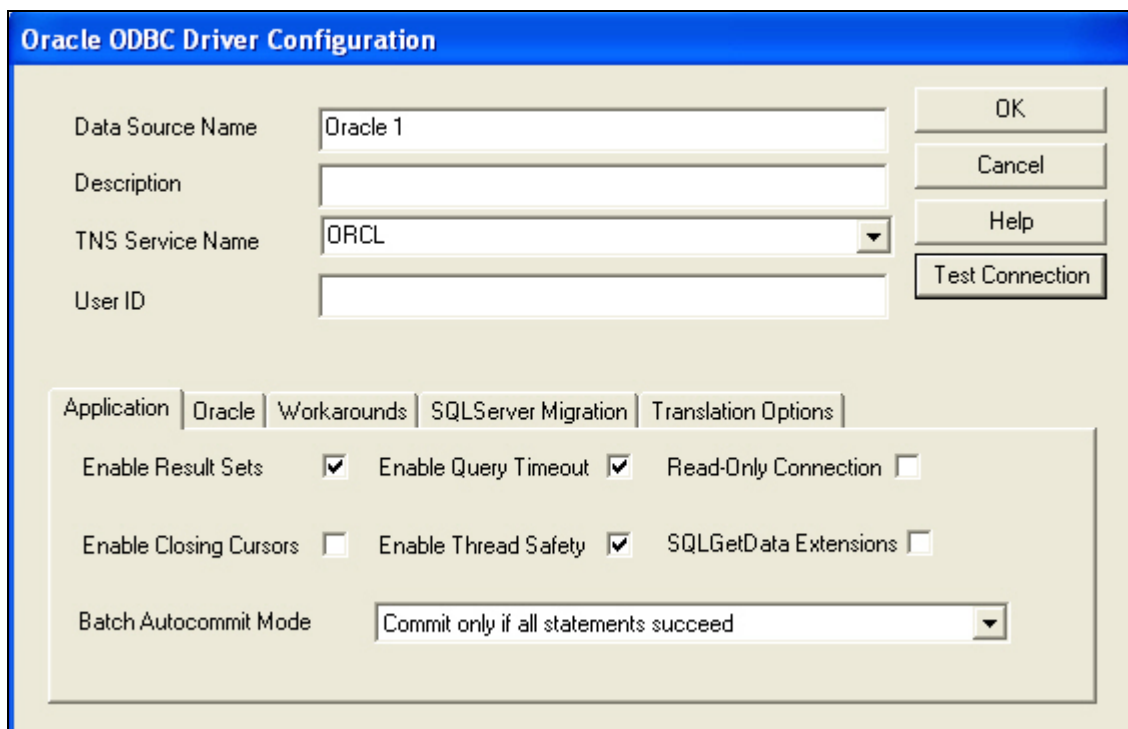 Oracle ODBC Driver Configuration
Data Source Name Oracle 1 OK
Description Cancel
TNS Service Name ORCL Help
User ID Test Connection
Application Oracle Workarounds SQLServer Migration Translation Options
Enable Result Sets Enable Query Timeout Read-Only Connection
Enable Closing Cursors Enable Thread Safety SQLGetData Extensions
Batch Autocommit Mode Commit only if all statements succeed